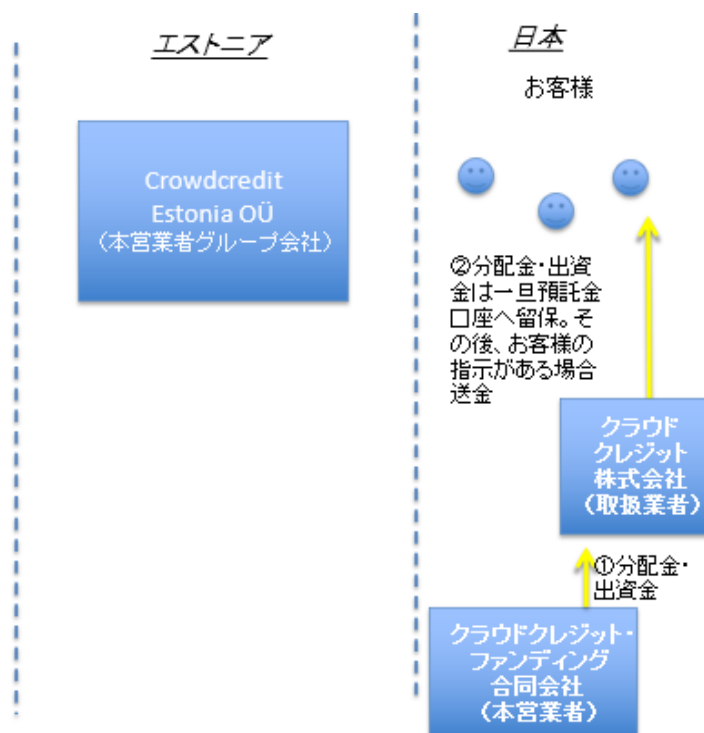 エストニア
日本
お客様
Crowdcredit
Estonia OÜ
（本営業者グループ会社）
②分配金・出資
金は一旦預託金
口座へ留保。そ
の後、お客様の
指示がある場合
送金
クラウド
クレジット
株式会社
（取扱業者）
①分配金・
出資金
クラウドクレジット・
ファンディング
合同会社
（本営業者）